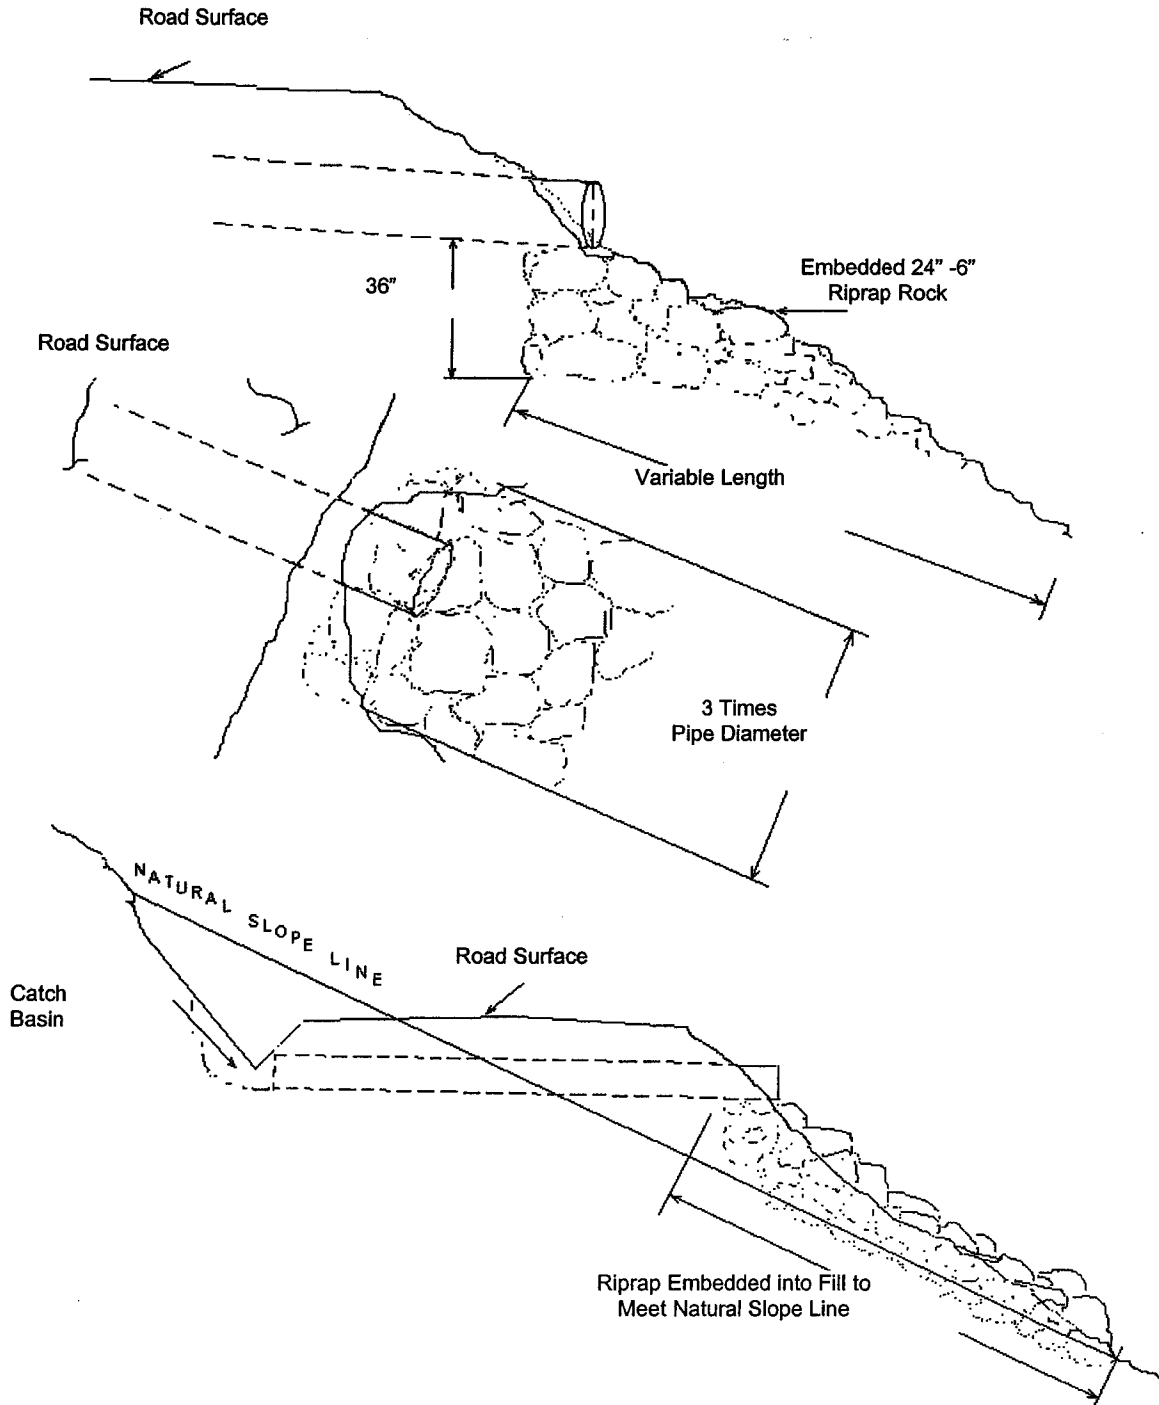 Road Surface
Embedded 24” -6”
Riprap Rock
36”
Road Surface
Variable Length
3 Times
Pipe Diameter
NATURAL SLOPE LINE
Road Surface
Catch
Basin
Riprap Embedded into Fill to
Meet Natural Slope Line